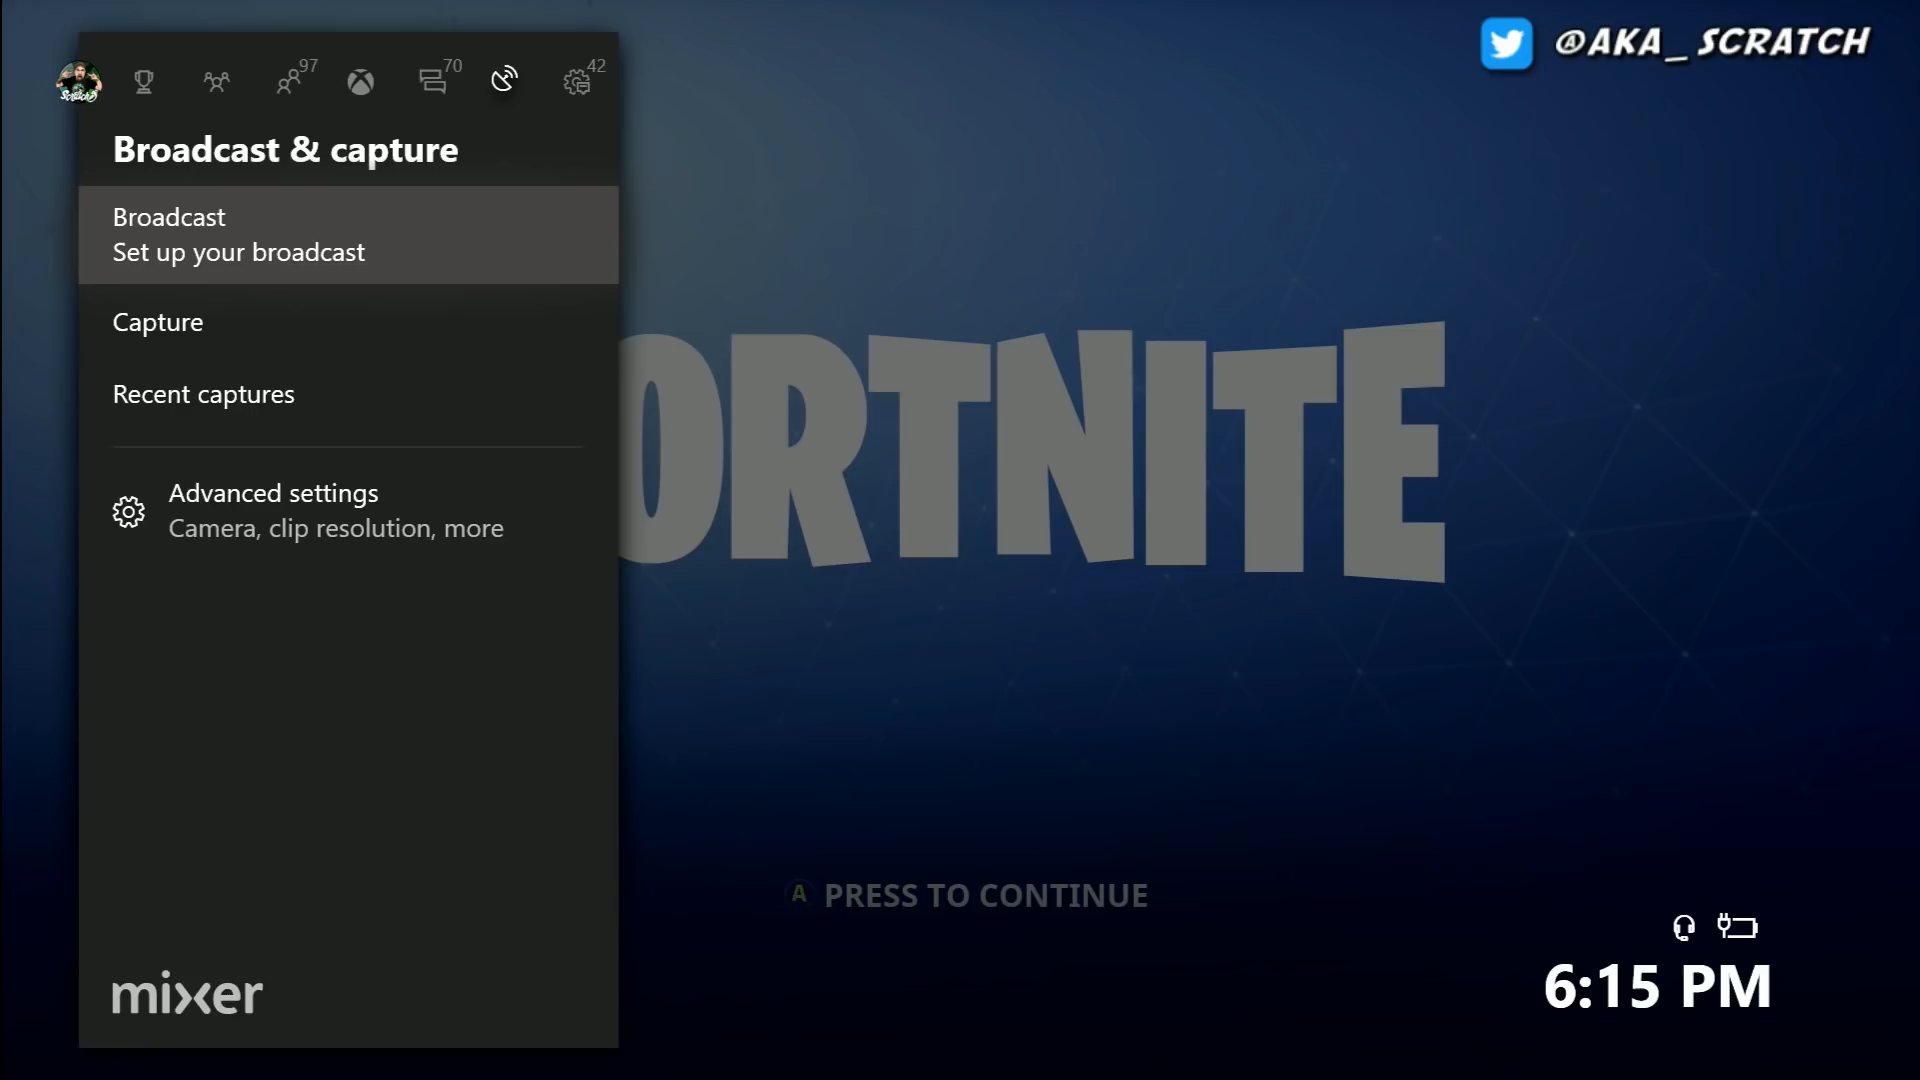 @AKA_SCRATCH
97
70
42
Scratch
Broadcast & capture
Broadcast
Set up your broadcast
Capture
Recent captures
Advanced settings
Camera, clip resolution, more
ORTNITE
A PRESS TO CONTINUE
6:15 PM
mixer